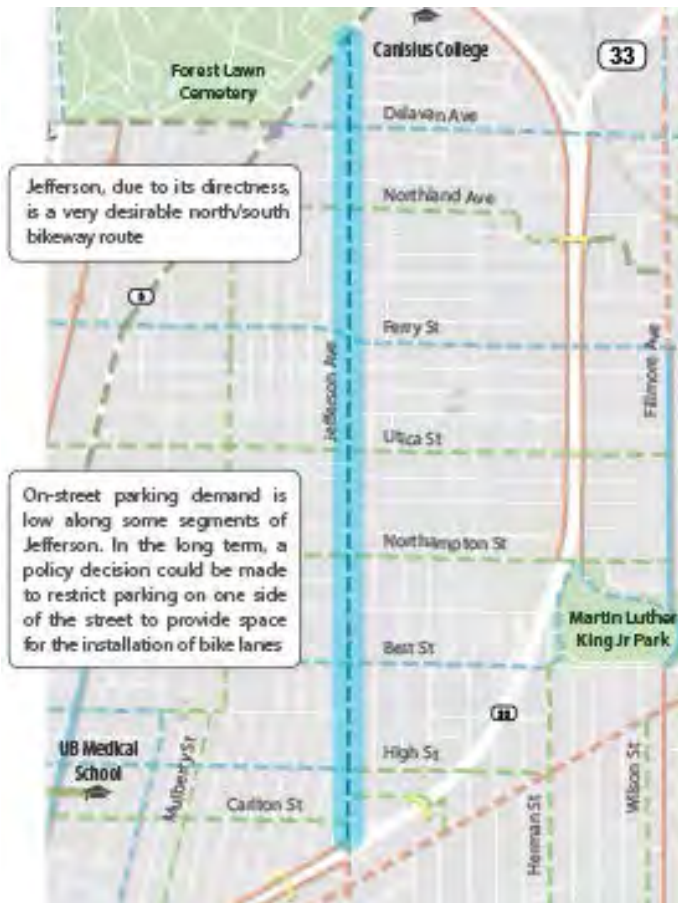 Canisius College
33
Forest Lawn
Cemetery
Delavan Ave
Jefferson, due to its directness,
is a very desirable north/south
bikeway route
Northland Ave
Ferry St
Jefferson Ave
Fillmore Ave
Utica St
On-street parking demand is
low along some segments of
Jefferson. In the long term, a
policy decision could be made
to restrict parking on one side
of the street to provide space
for the installation of bike lanes
Northampton St
Martin Luther
King Jr Park
Best St
UB Medical
School
Mulberry St
High St
Carlton St
Herman St
Wilson St